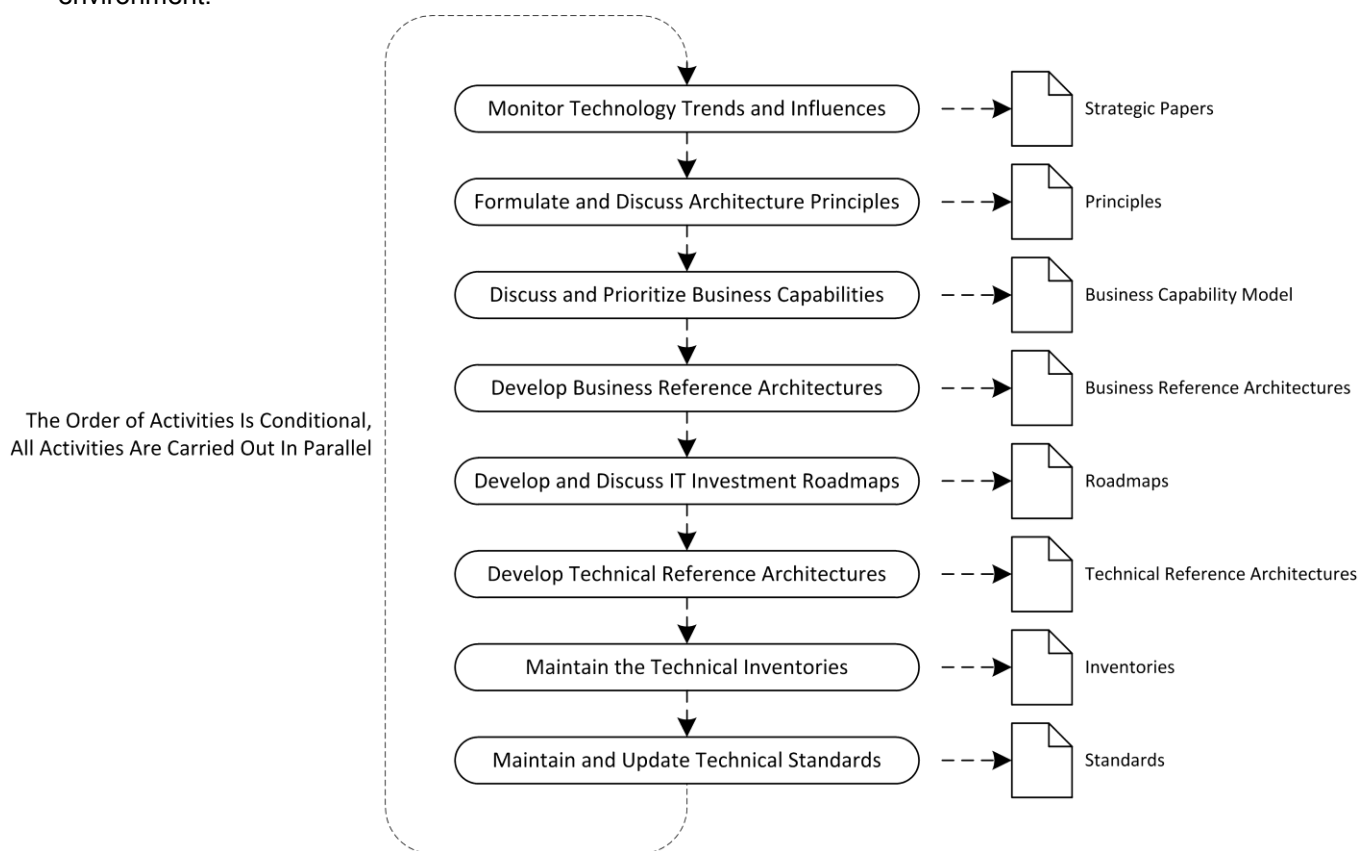 environment.
Monitor Technology Trends and Influences
Strategic Papers
Formulate and Discuss Architecture Principles
Principles
Discuss and Prioritize Business Capabilities
Business Capability Model
Develop Business Reference Architectures
Business Reference Architectures
The Order of Activities Is Conditional,
All Activities Are Carried Out In Parallel
Develop and Discuss IT Investment Roadmaps
Roadmaps
Develop Technical Reference Architectures
Technical Reference Architectures
Maintain the Technical Inventories
Inventories
Maintain and Update Technical Standards
Standards